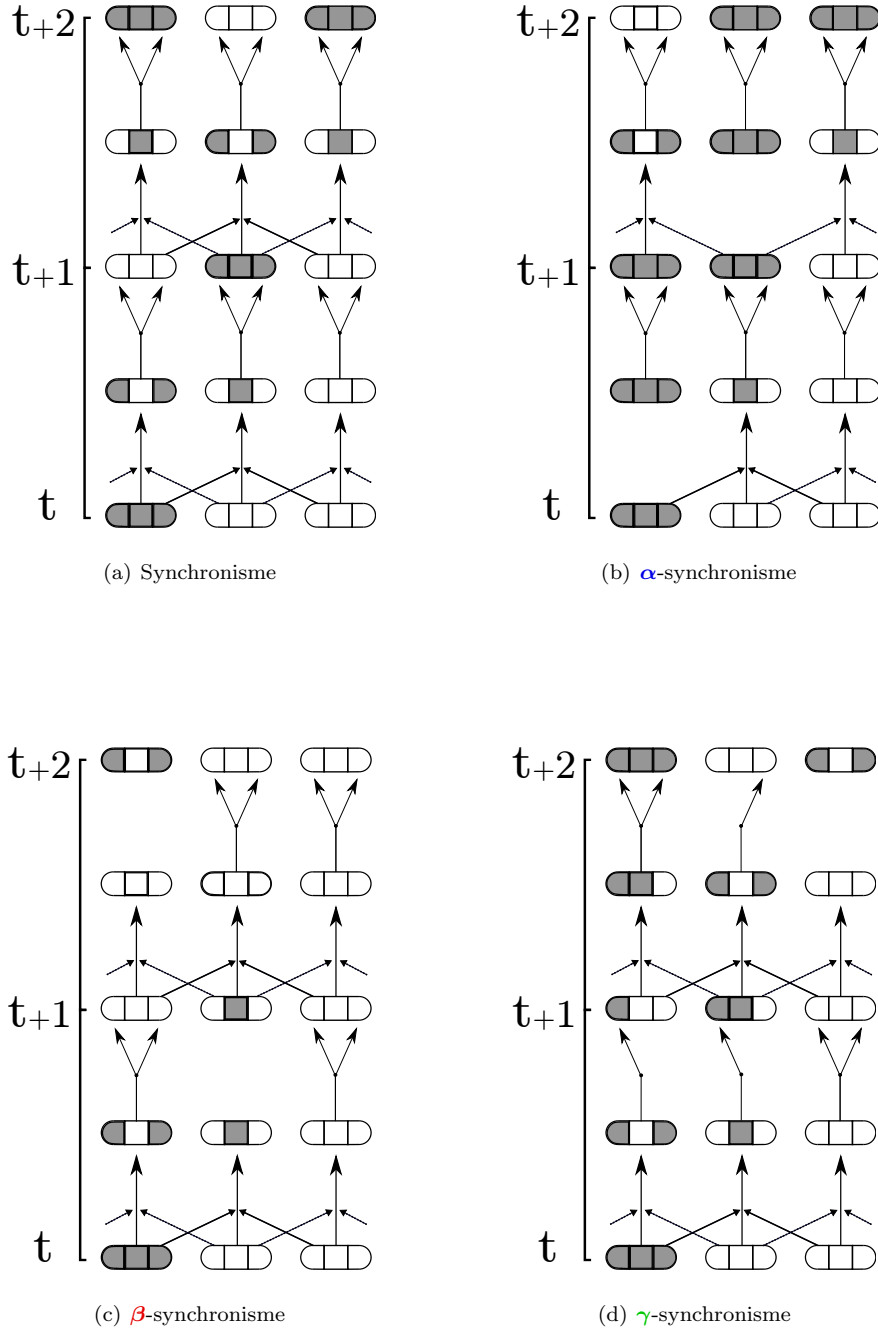 t+2
t+1
t
(a) Synchronisme
t+2
t+1
t
(b) α-synchronisme
t+2
t+1
t
(c) β-synchronisme
t+2
t+1
t
(d) γ-synchronisme